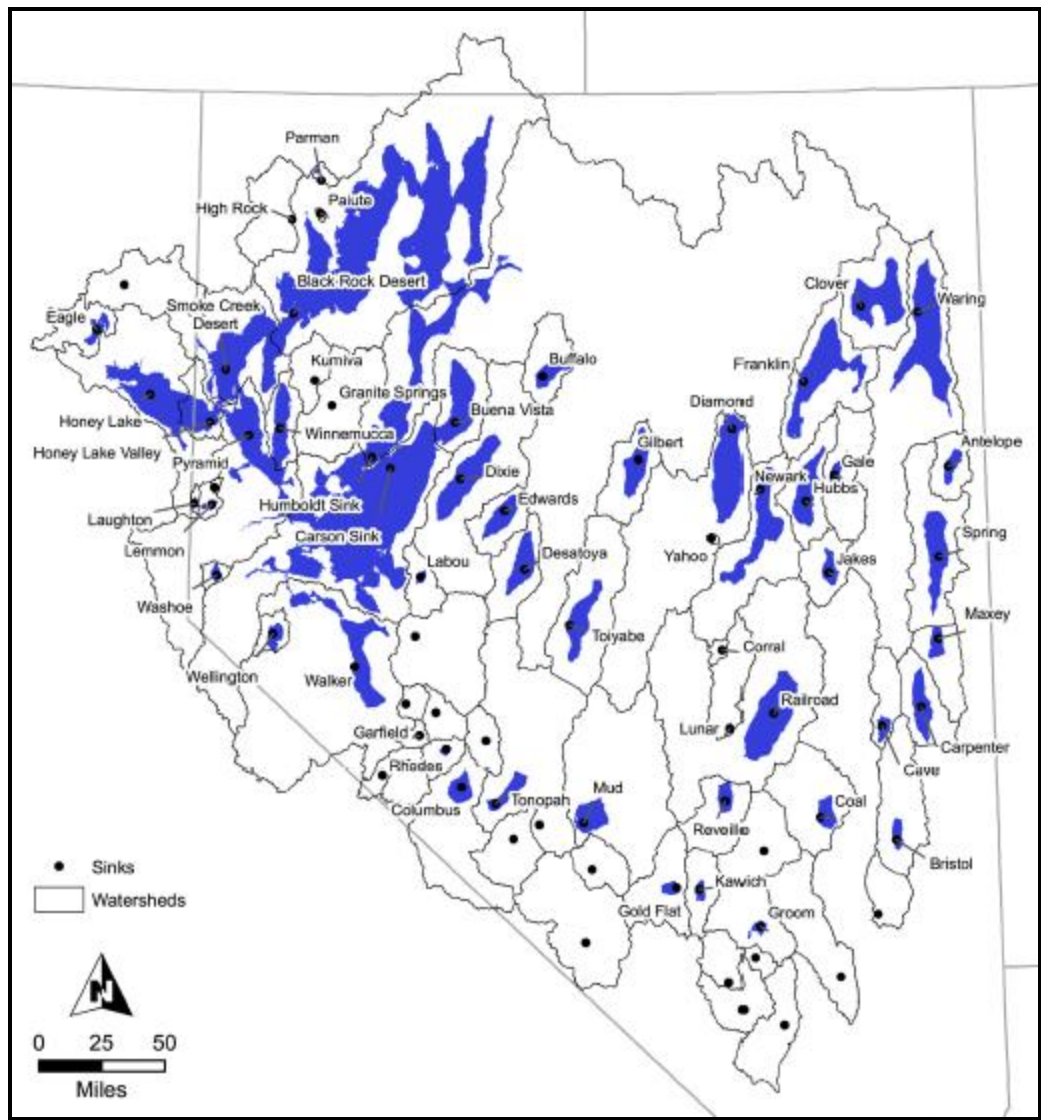 Parman
High Rock
Paiute
Black Rock Desert
Clover
Waring
Smoke Creek
Desert
Eagle
Kumiva
Buffalo
Franklin
Granite Springs
Diamond
Honey Lake
Winnemucca
Buena Vista
Gilbert
Antelope
Honey Lake Valley
Pyramid
Dixie
Newark
Gale
Hubbs
Humboldt Sink
Edwards
Laughton
Carson Sink
Spring
Lemmon
Labou
Desatoya
Yahoo
Jakes
Washoe
Maxey
Toiyabe
Corral
Wellington
Walker
Railroad
Garfield
Lunar
Carpenter
Rhodes
Cave
Columbus
Tonopah
Mud
Coal
Reveille
Bristol
Sinks
Kawich
Watersheds
Gold Flat
Groom
N
0 25 50
Miles